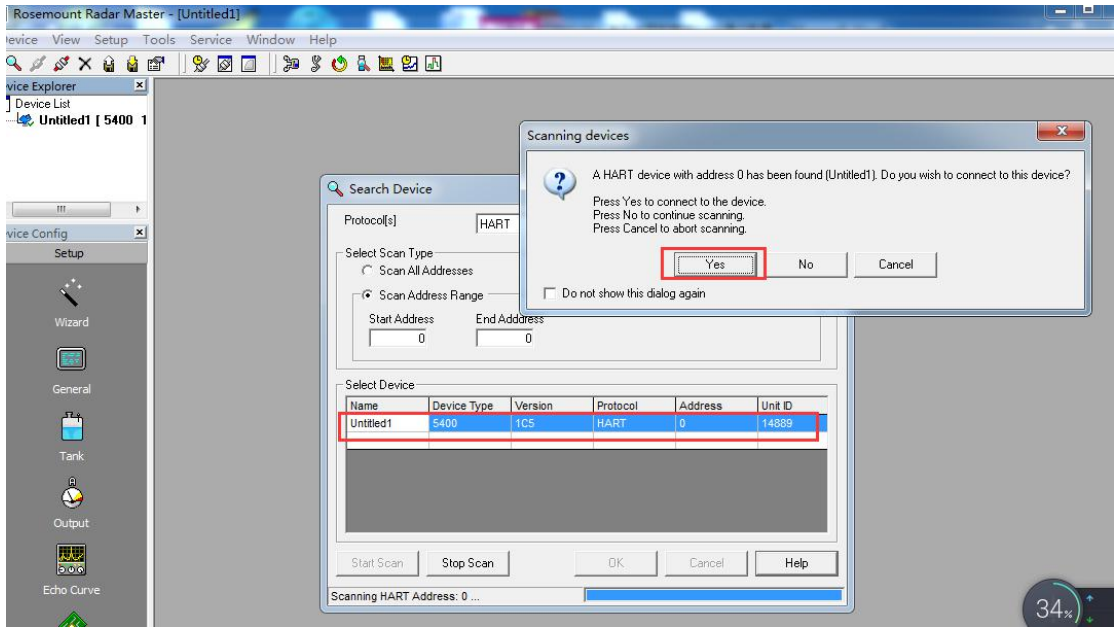 Rosemount Radar Master - [Untitled1]
evice View Setup Tools Service Window Help
vice Explorer
Device List
Untitled1 [ 5400 1
vice Config
Setup
Wizard
General
Tank
Output
Echo Curve
Search Device
Protocol[s]
HART
Select Scan Type
Scan All Addresses
Scan Address Range
Start Address End Address
0 0
Select Device
Name Device Type Version Protocol Address Unit ID
Untitled1 5400 1C5 HART 0 14889
Start Scan Stop Scan OK Cancel Help
Scanning HART Address: 0 ...
Scanning devices
A HART device with address 0 has been found (Untitled1). Do you wish to connect to this device?
Press Yes to connect to the device.
Press No to continue scanning.
Press Cancel to abort scanning.
Yes No Cancel
Do not show this dialog again
34%